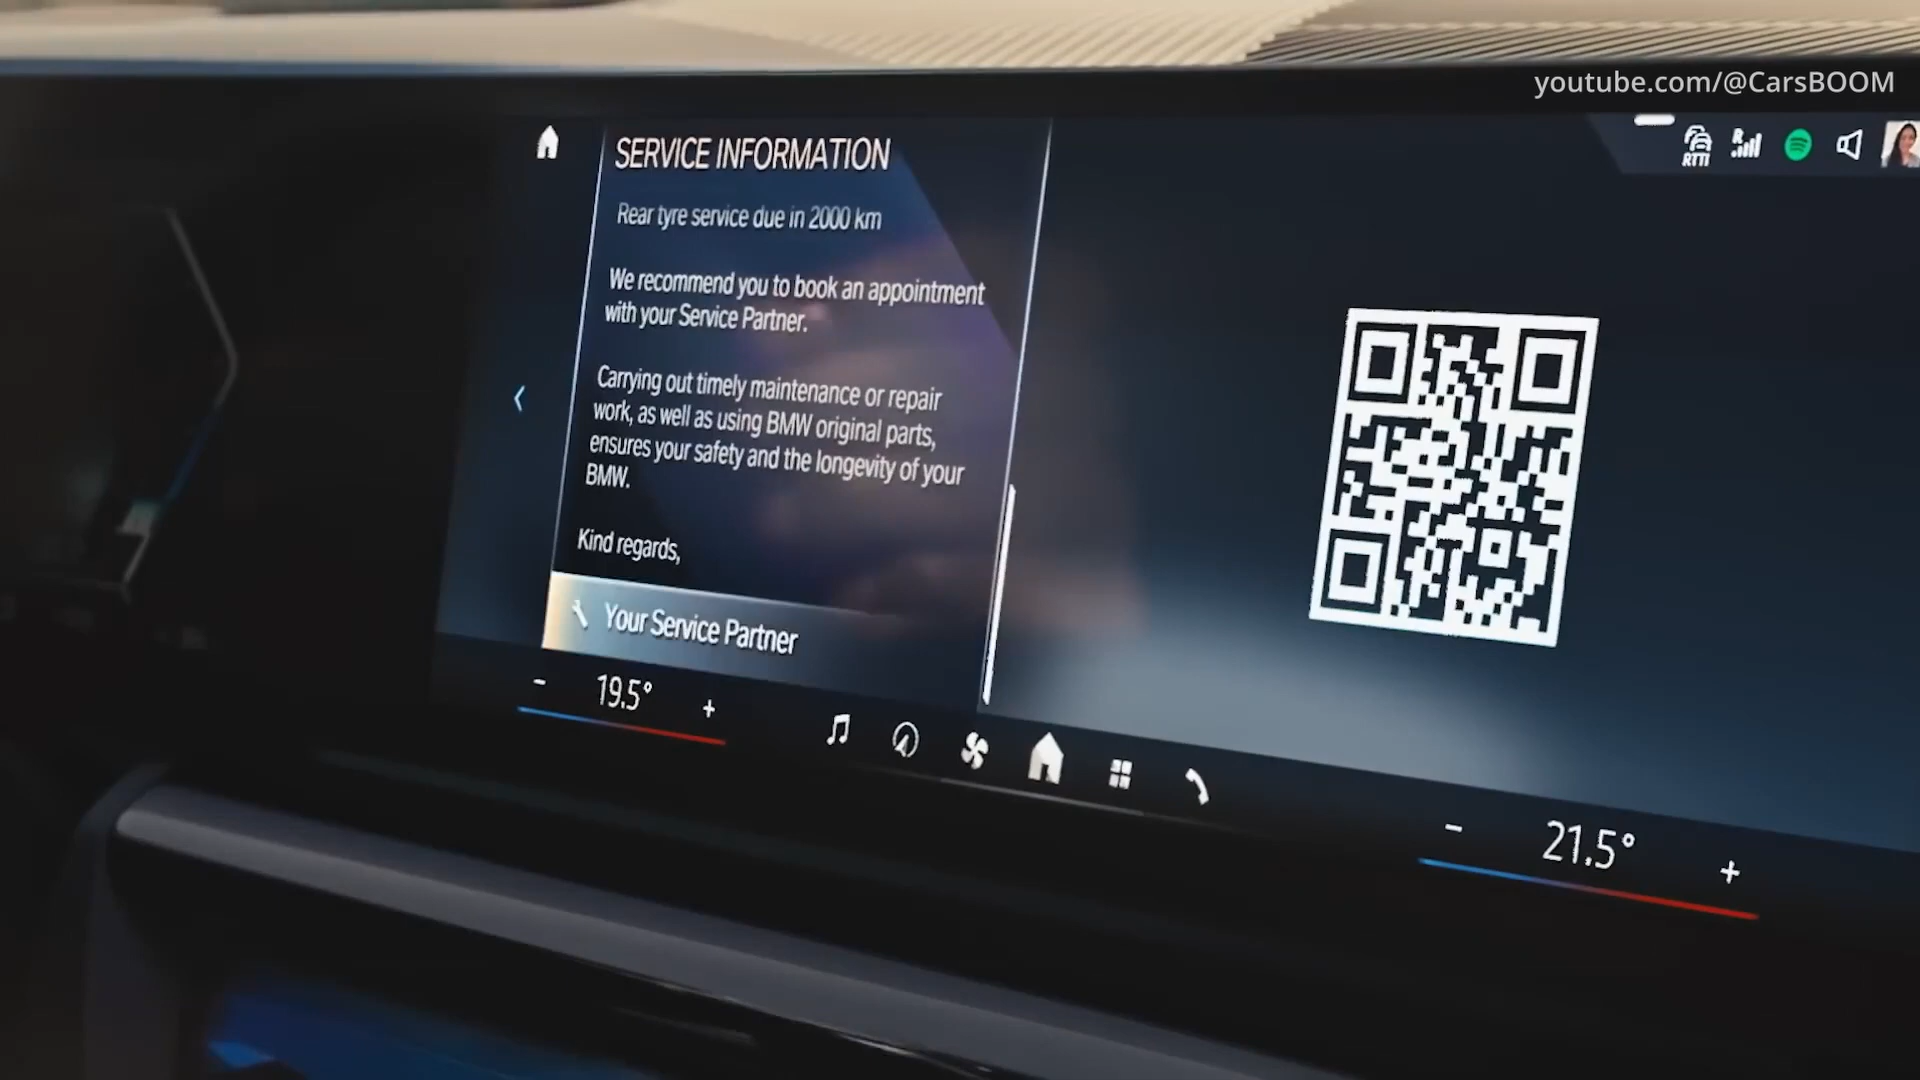 youtube.com/@CarsBOOM
SERVICE INFORMATION
Rear tyre service due in 2000 km
We recommend you to book an appointment
with your Service Partner.
Carrying out timely maintenance or repair
work, as well as using BMW original parts,
ensures your safety and the longevity of your
BMW.
Kind regards,
Your Service Partner
RTTI
R
- 19.5° +
- 21.5° +